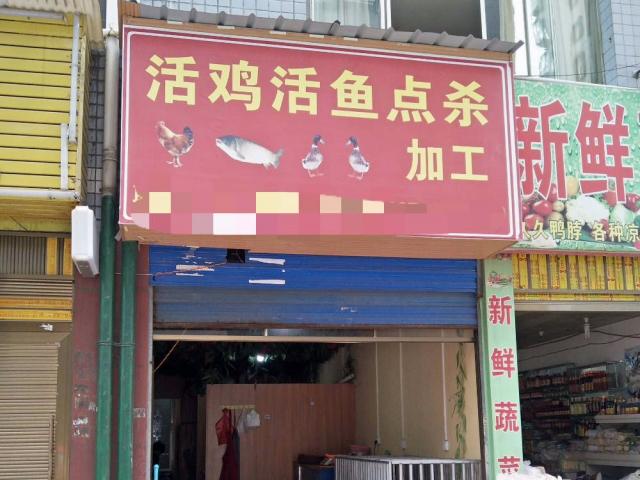 活鸡活鱼点杀
加工
新鲜
久鸭脖 各种凉
新鲜蔬菜